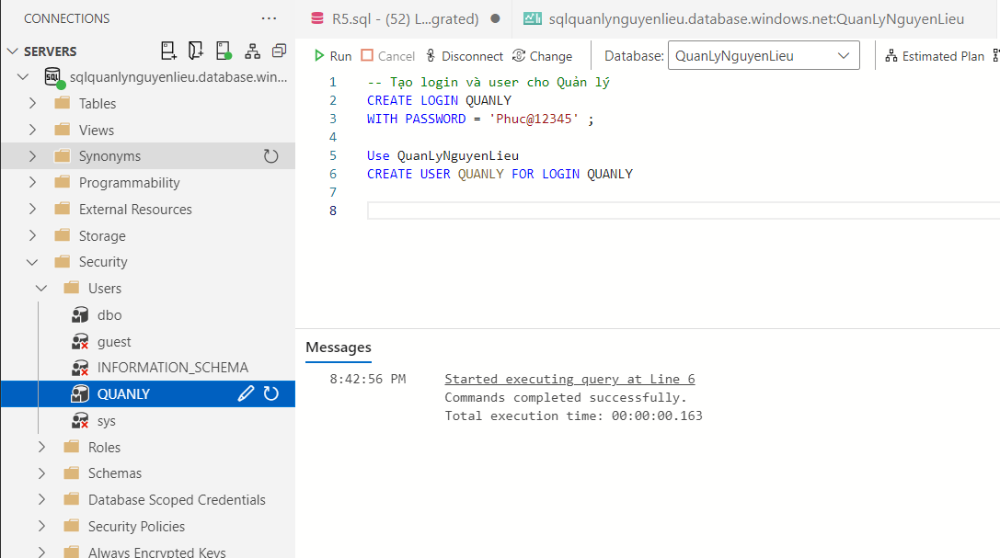 CONNECTIONS
R5.sql - (52) L...grated)
sqlquanlynguyenlieu.database.windows.net:QuanLyNguyenLieu
SERVERS
sqlquanlynguyenlieu.database.win...
Tables
Views
Synonyms
Programmability
External Resources
Storage
Security
Users
dbo
guest
INFORMATION_SCHEMA
QUANLY
sys
Roles
Schemas
Database Scoped Credentials
Security Policies
Always Encrypted Keys
Run Cancel Disconnect Change Database: QuanLyNguyenLieu Estimated Plan
1 -- Tạo login và user cho Quản lý
2 CREATE LOGIN QUANLY
3 WITH PASSWORD = 'Phuc@12345' ;
4
5 Use QuanLyNguyenLieu
6 CREATE USER QUANLY FOR LOGIN QUANLY
7
8
Messages
8:42:56 PM Started executing query at Line 6
Commands completed successfully.
Total execution time: 00:00:00.163